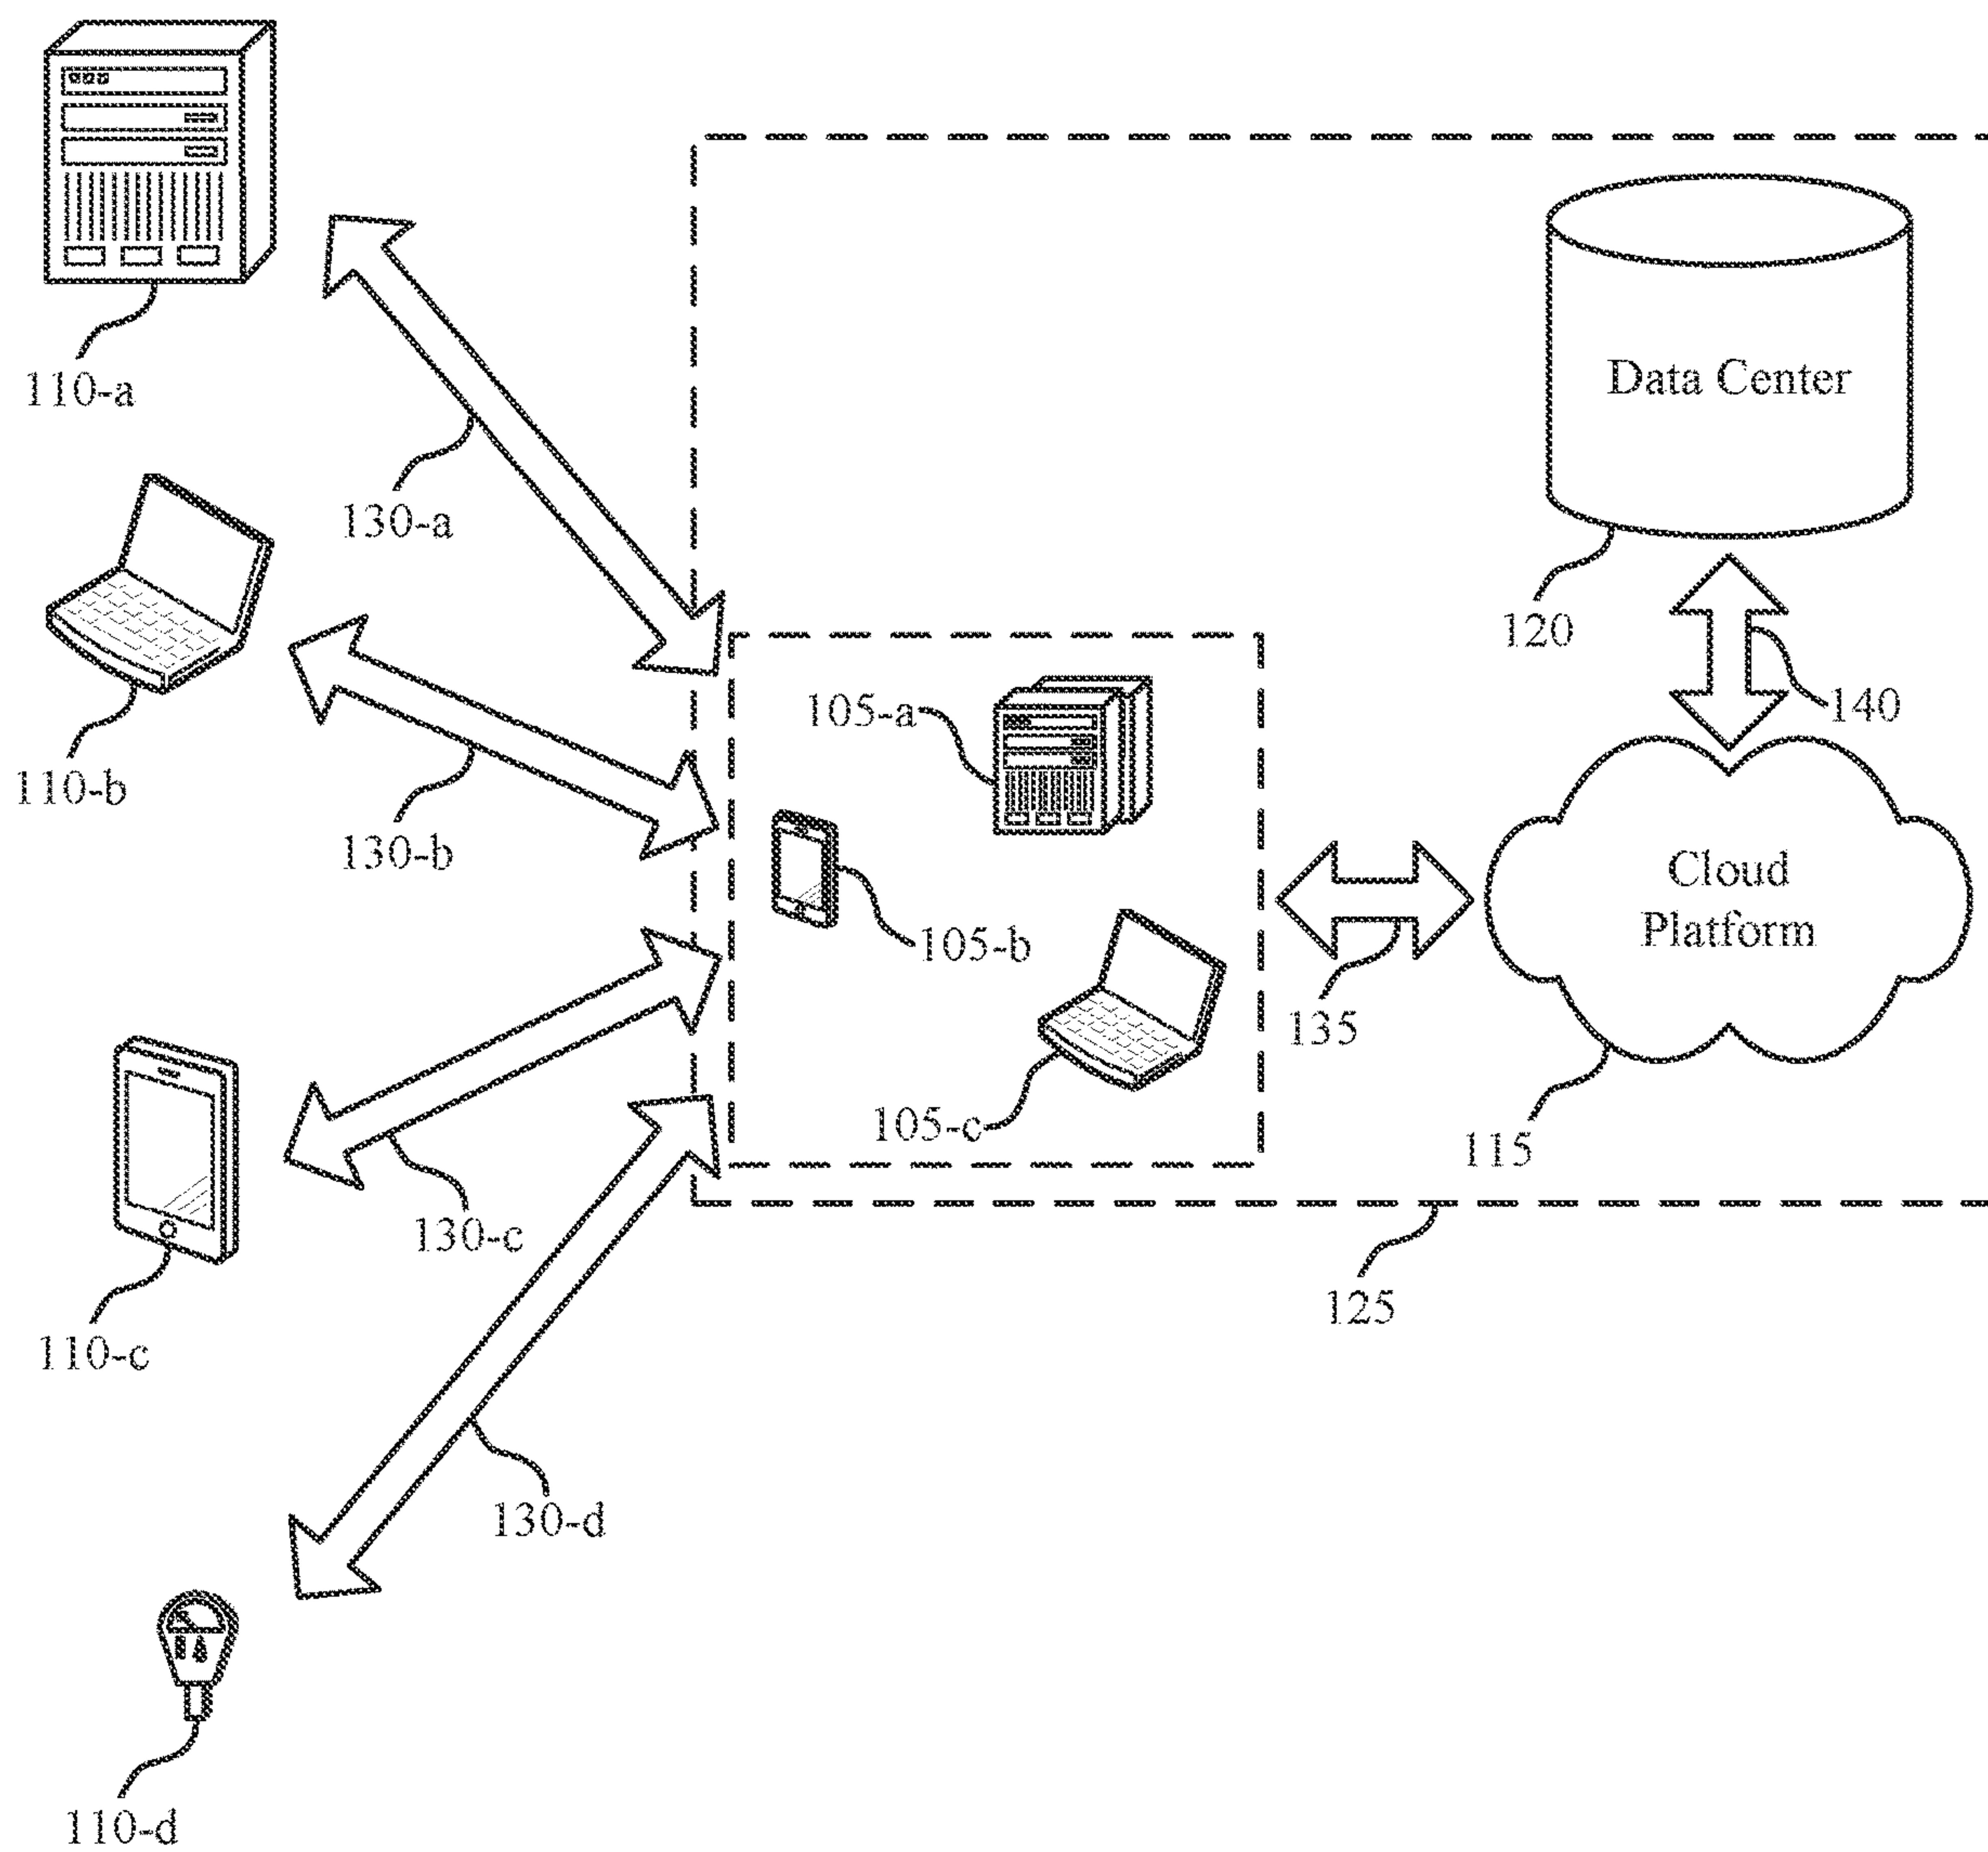 110-a
130-a
Data Center
120
140
110-b
130-b
105-a
105-b
105-c
135
Cloud
Platform
115
110-c
130-c
125
130-d
110-d